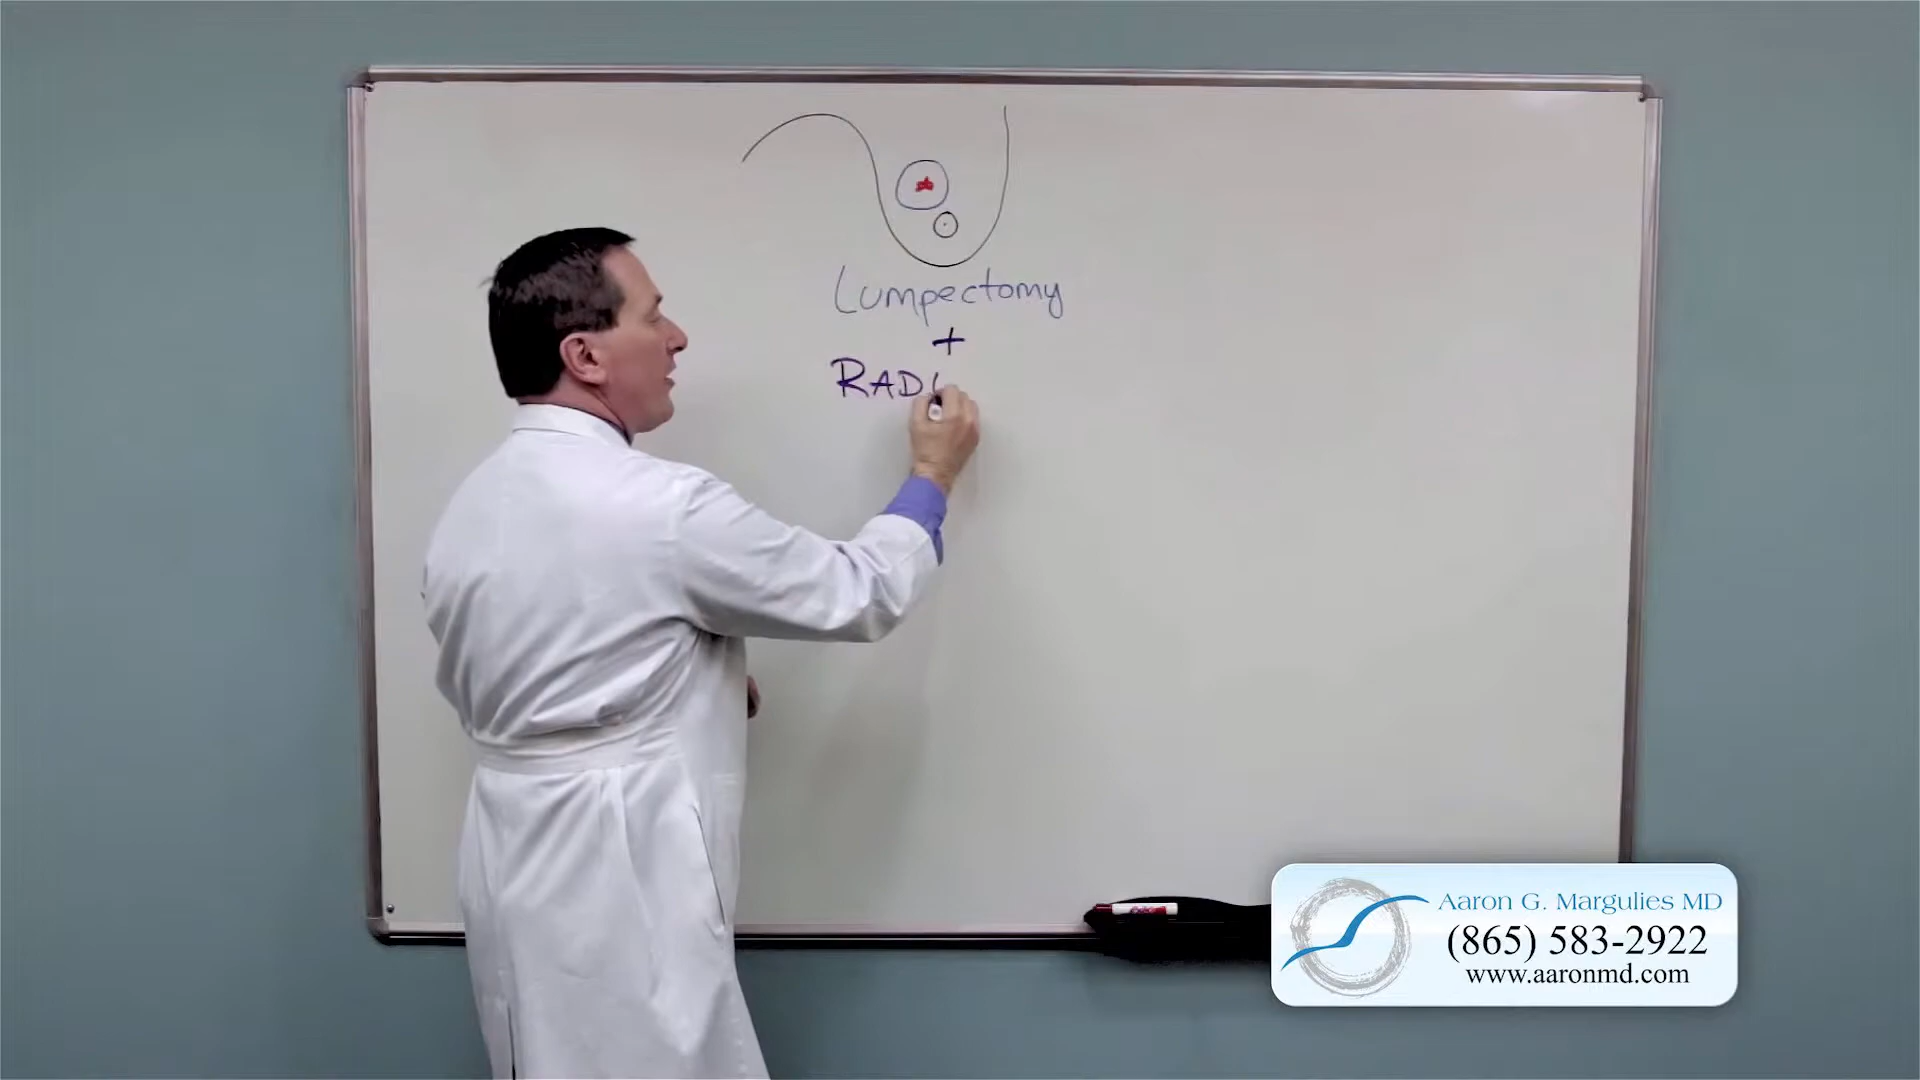 Lumpectomy
+
RADI
Aaron G. Margulies MD
(865) 583-2922
www.aaronmd.com